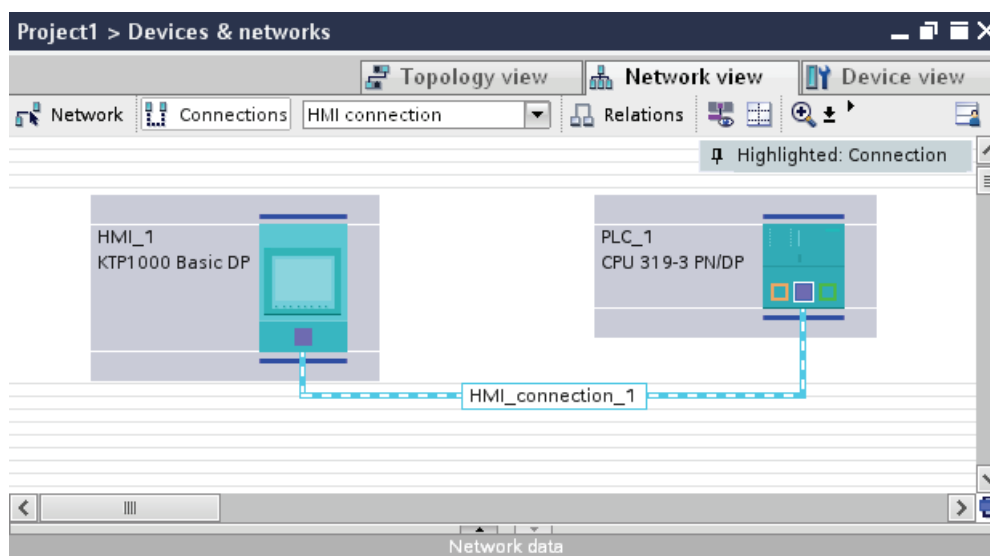 Project1 > Devices & networks
Topology view Network view Device view
Network Connections HMI connection Relations
Highlighted: Connection
HMI_1
KTP1000 Basic DP
PLC_1
CPU 319-3 PN/DP
HMI_connection_1
Network data